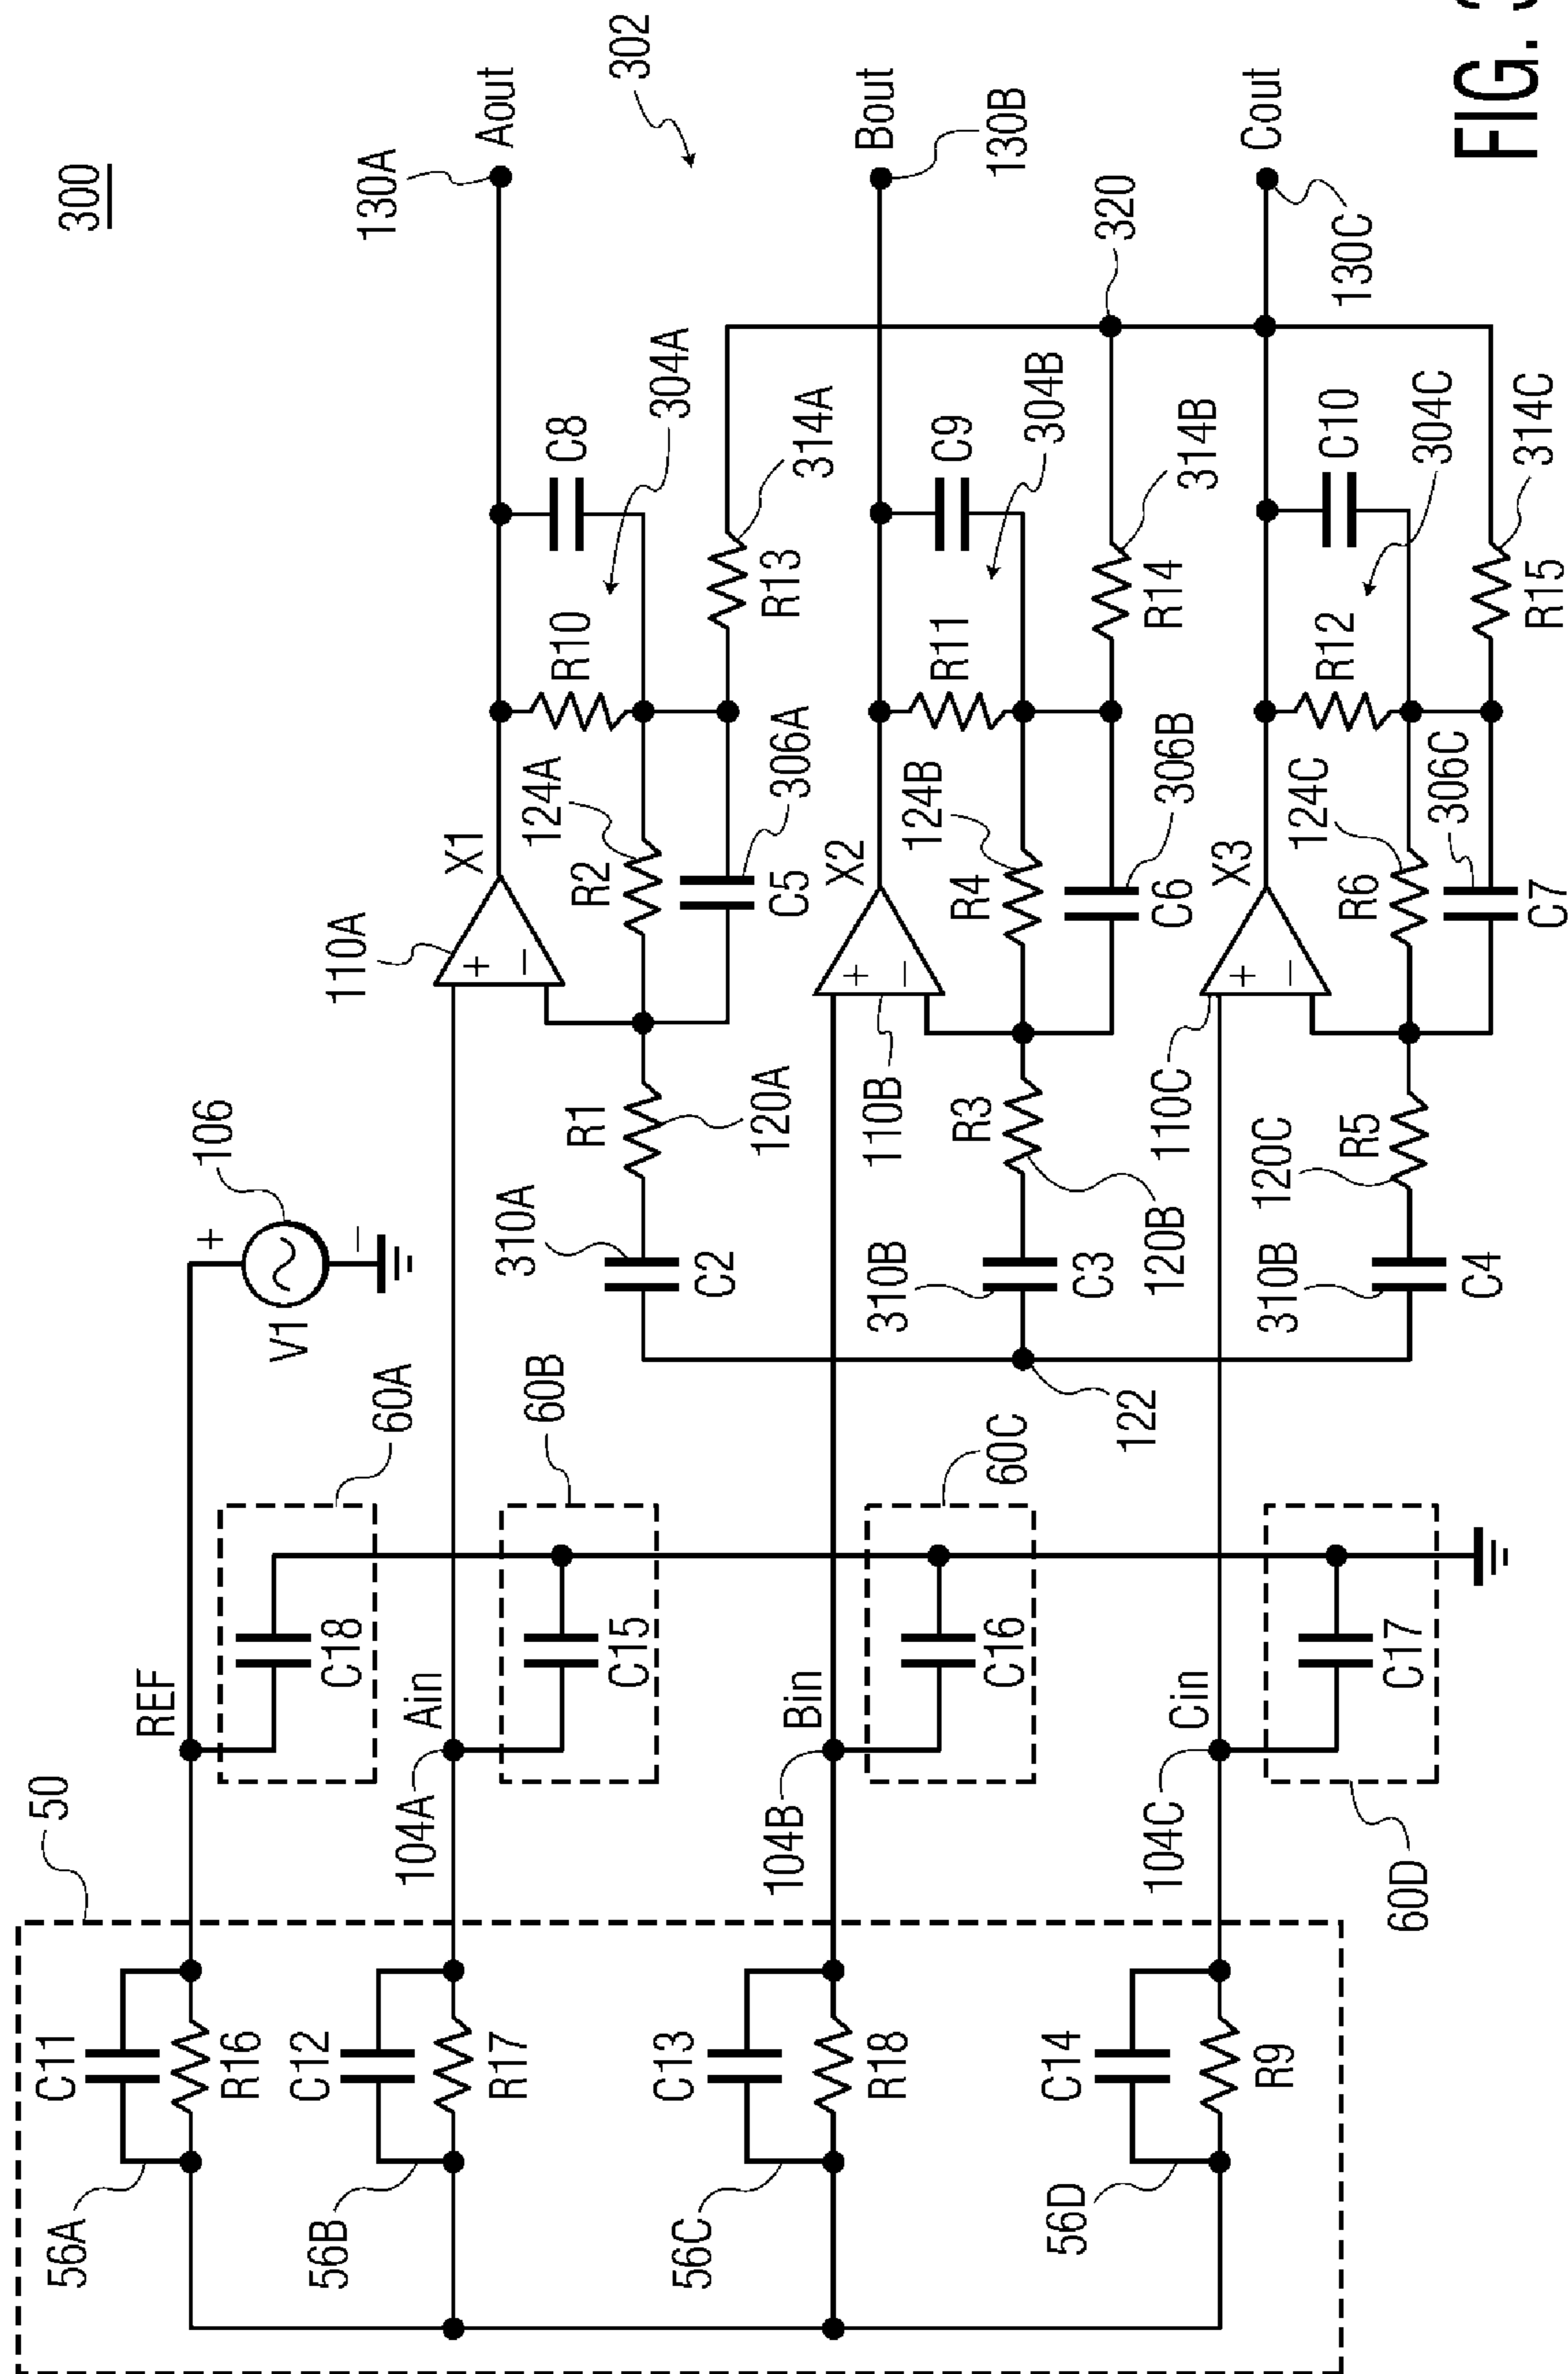 300
50
REF
106
V1
+
−
C11
R16
56A
C18
60A
C12
R17
56B
104A
Ain
C15
60B
110A
X1
+
−
130A
Aout
302
310A
C2
R1
120A
R2
124A
C5
306A
R10
C8
304A
R13
314A
C13
R18
56C
104B
Bin
C16
60C
110B
X2
+
−
Bout
130B
122
310B
C3
R3
120B
R4
124B
C6
306B
R11
C9
304B
R14
314B
320
C14
R9
56D
104C
Cin
C17
60D
110C
X3
+
−
Cout
130C
310B
C4
R5
120C
R6
124C
C7
306C
R12
C10
304C
R15
314C
FIG.